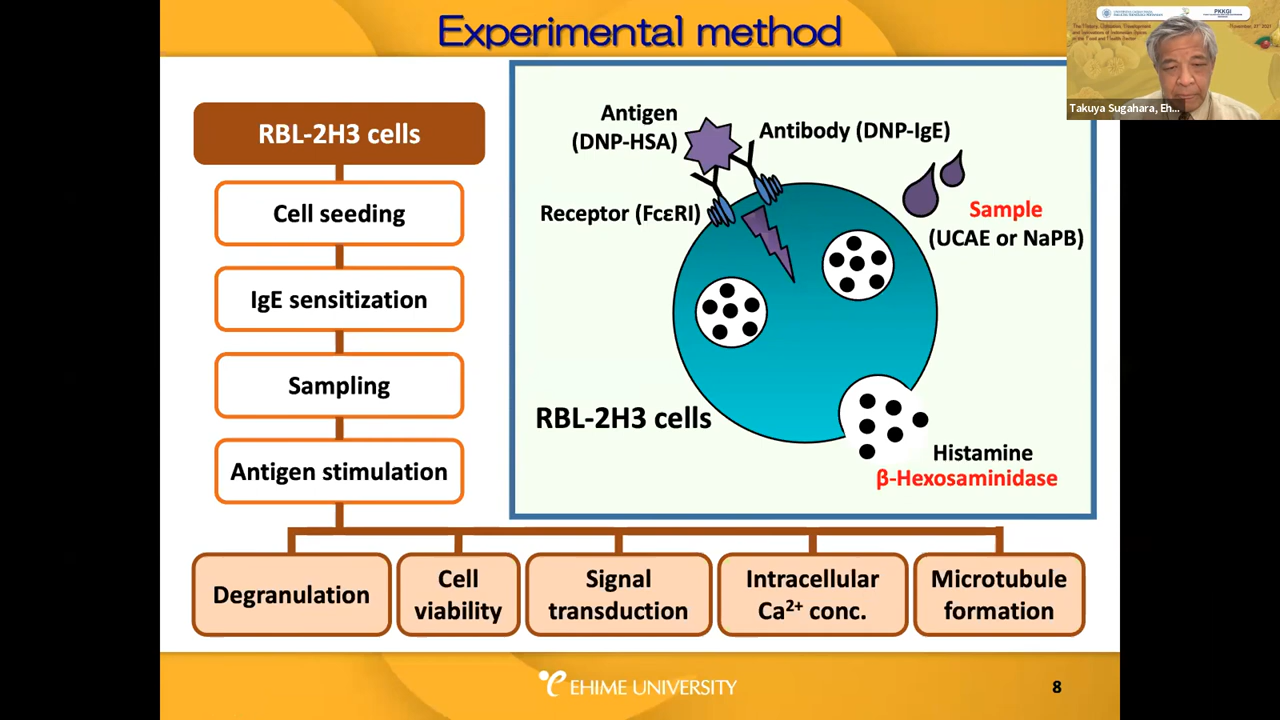 Experimental method
PKKGI
Takuya Sugahara, Eh...
RBL-2H3 cells
Cell seeding
IgE sensitization
Sampling
Antigen stimulation
Antigen
(DNP-HSA)
Antibody (DNP-IgE)
Receptor (FcεRI)
Sample
(UCAE or NaPB)
RBL-2H3 cells
Histamine
β-Hexosaminidase
Degranulation
Cell
viability
Signal
transduction
Intracellular
Ca²⁺ conc.
Microtubule
formation
EHIME UNIVERSITY
8